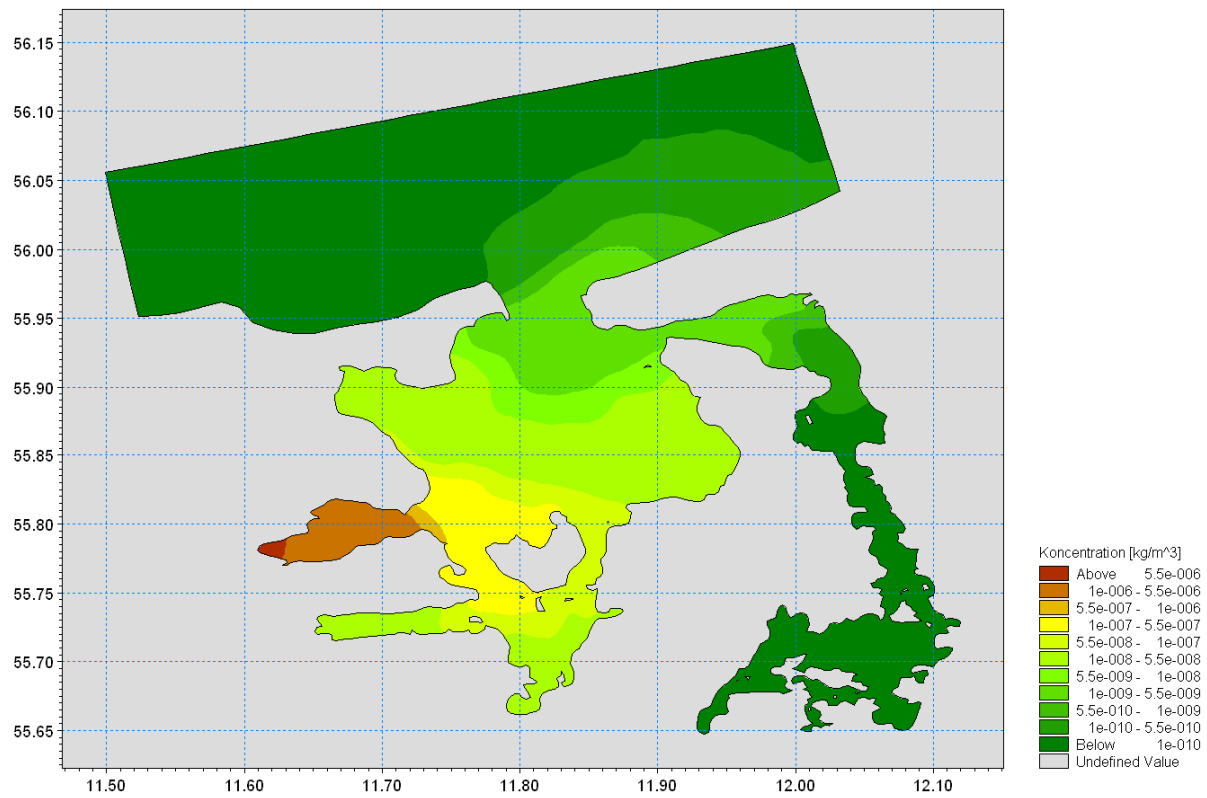 56.15
56.10
56.05
56.00
55.95
55.90
55.85
55.80
55.75
55.70
55.65
11.50 11.60 11.70 11.80 11.90 12.00 12.10
Koncentration [kg/m^3]
Above 5.5e-006
1e-006 - 5.5e-006
5.5e-007 - 1e-006
1e-007 - 5.5e-007
5.5e-008 - 1e-007
1e-008 - 5.5e-008
5.5e-009 - 1e-008
1e-009 - 5.5e-009
5.5e-010 - 1e-009
1e-010 - 5.5e-010
Below 1e-010
Undefined Value